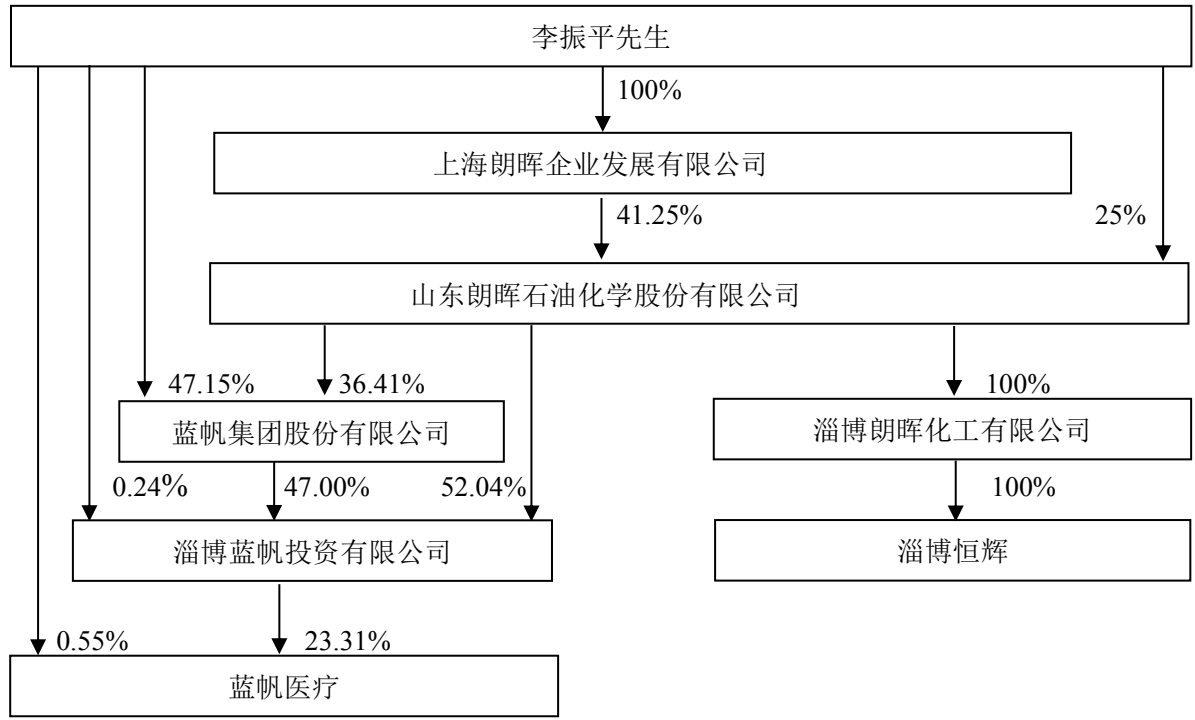 李振平先生
100%
上海朗晖企业发展有限公司
41.25%
25%
山东朗晖石油化学股份有限公司
47.15%
36.41%
100%
蓝帆集团股份有限公司
淄博朗晖化工有限公司
0.24%
47.00%
52.04%
100%
淄博蓝帆投资有限公司
淄博恒辉
0.55%
23.31%
蓝帆医疗